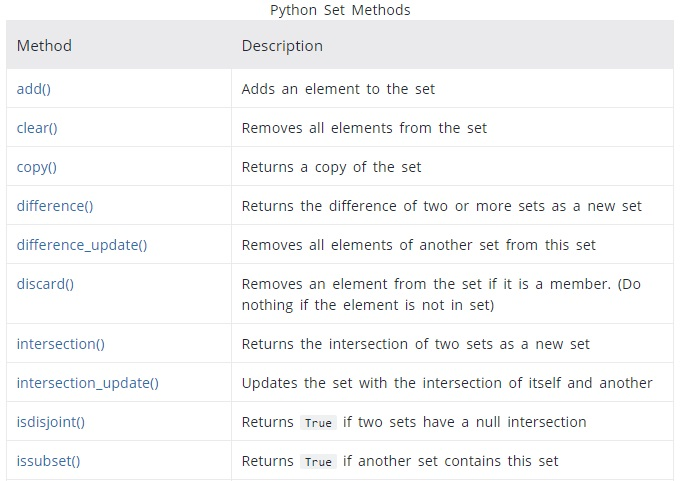 Python Set Methods
Method Description
add() Adds an element to the set
clear() Removes all elements from the set
copy() Returns a copy of the set
difference() Returns the difference of two or more sets as a new set
difference_update() Removes all elements of another set from this set
discard() Removes an element from the set if it is a member. (Do
nothing if the element is not in set)
intersection() Returns the intersection of two sets as a new set
intersection_update() Updates the set with the intersection of itself and another
isdisjoint() Returns True if two sets have a null intersection
issubset() Returns True if another set contains this set